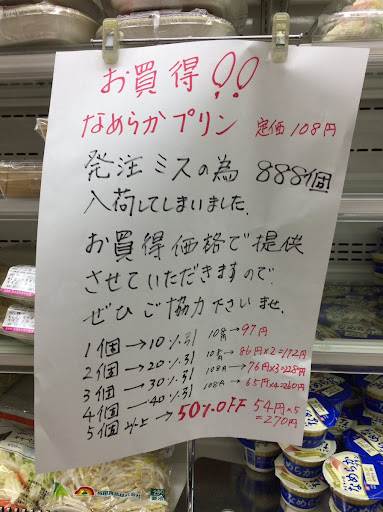 お買得!!
なめらかプリン 定価108円
発注ミスの為 888個
入荷してしまいました.
お買得価格で提供
させていただきますので.
ぜひご協力下さいませ.
1個→10%引 108円→97円
2個→20%引 108円→86円×2=172円
3個→30%引 108円→76円×3=228円
4個→40%引 108円→65円×4=260円
5個以上→50%OFF 54円×5
=270円
なめらか